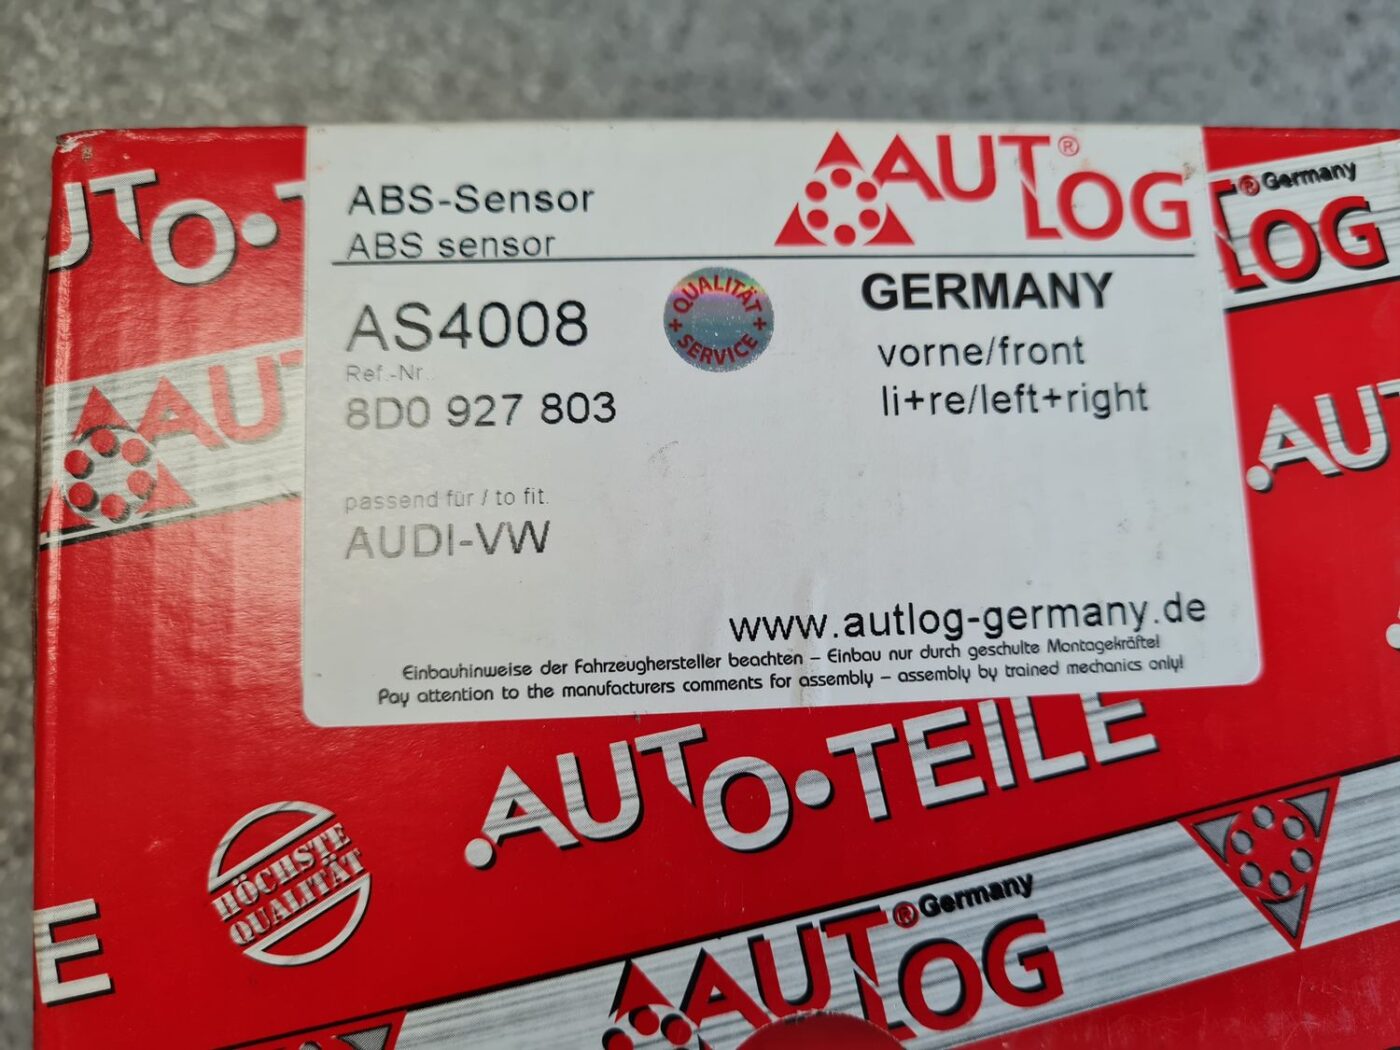 ABS-Sensor
ABS sensor
AUTLOG®
AS4008
QUALITÄT
+ SERVICE +
GERMANY
Ref.-Nr.
8D0 927 803
vorne/front
li+re/left+right
passend für / to fit.
AUDI-VW
www.autlog-germany.de
Einbauhinweise der Fahrzeughersteller beachten – Einbau nur durch geschulte Montagekräfte!
Pay attention to the manufacturers comments for assembly – assembly by trained mechanics only!
UTO•T
® Germany
LOG
AUT
AUT
AUTO•TEILE
HÖCHSTE
QUALITÄT
E
AUTLOG® Germany